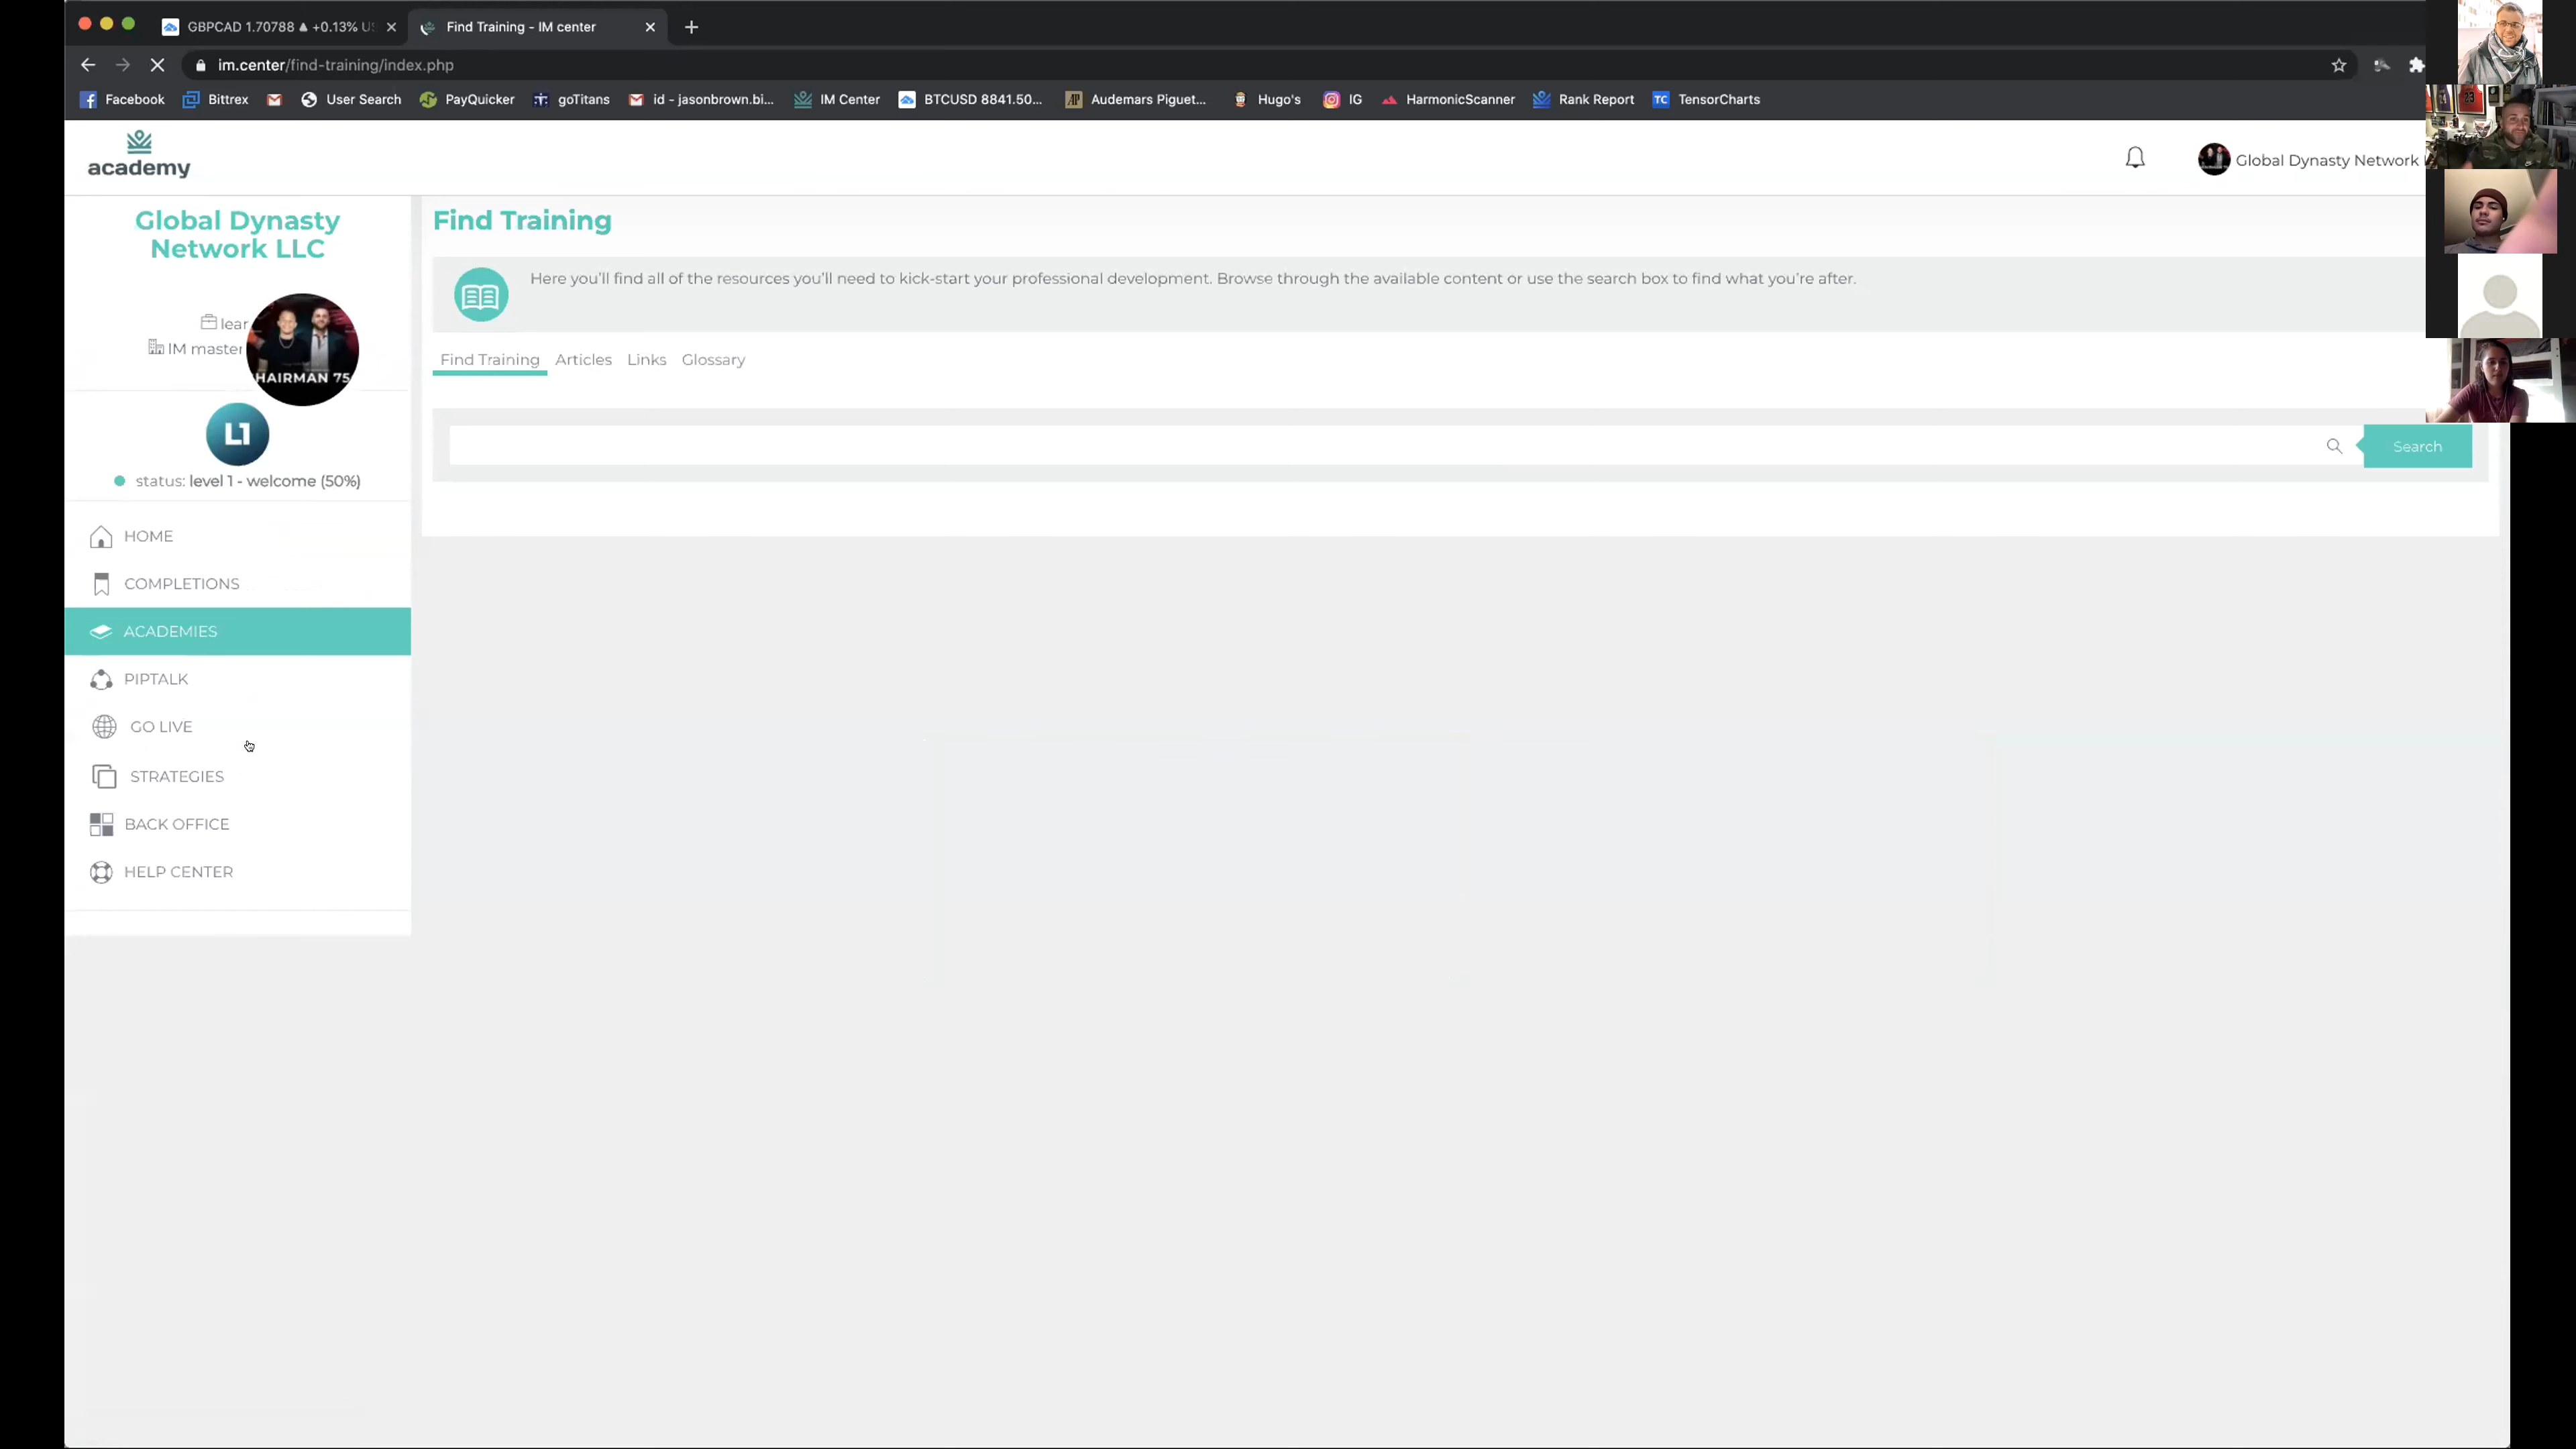 GBPCAD 1.70788 ▲ +0.13% U
Find Training - IM center
im.center/find-training/index.php
Facebook
Bittrex
User Search
PayQuicker
goTitans
id - jasonbrown.bi...
IM Center
BTCUSD 8841.50...
AP
Audemars Piguet...
Hugo's
IG
HarmonicScanner
Rank Report
TC
TensorCharts
academy
Global Dynasty Network
23
Global Dynasty
Network LLC
lear
IM master
HAIRMAN 75
L1
status: level 1 - welcome (50%)
HOME
COMPLETIONS
ACADEMIES
PIPTALK
GO LIVE
STRATEGIES
BACK OFFICE
HELP CENTER
Find Training
Here you'll find all of the resources you'll need to kick-start your professional development. Browse through the available content or use the search box to find what you're after.
Find Training
Articles
Links
Glossary
Search